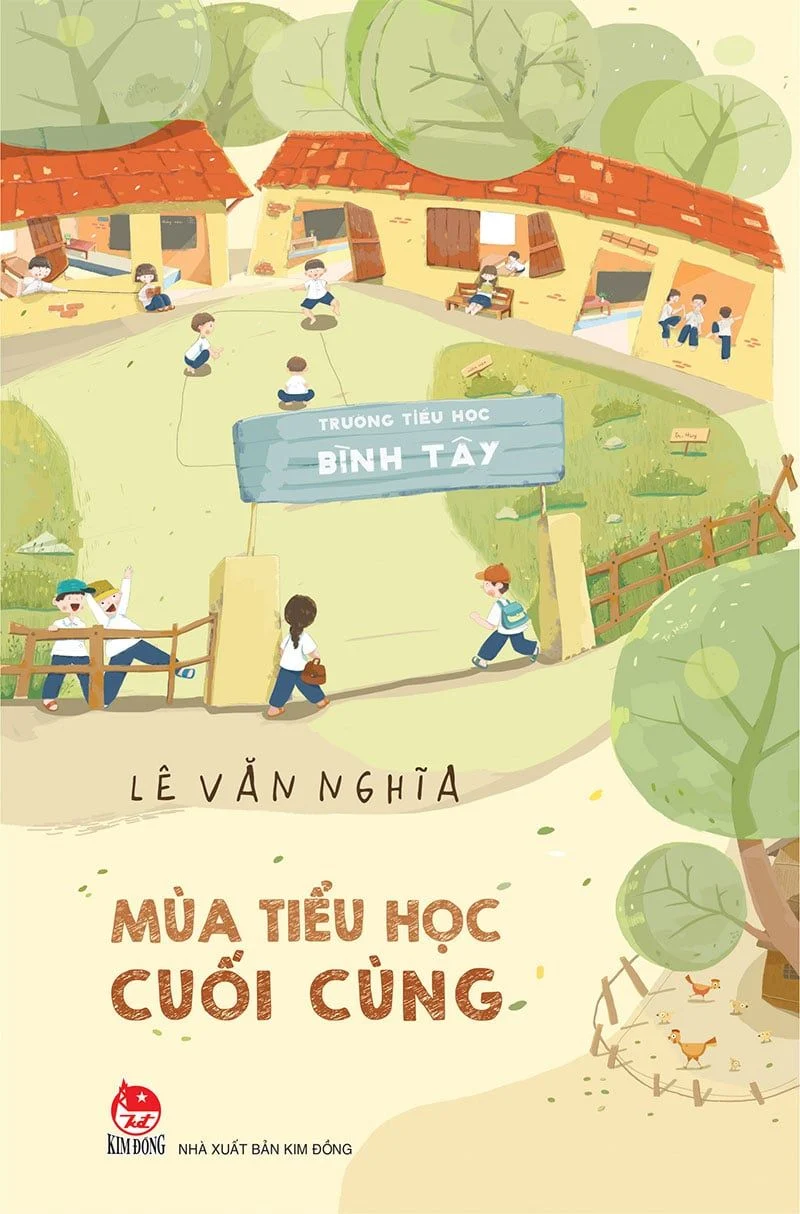 TRƯỜNG TIỂU HỌC
BÌNH TÂY
LÊ VĂN NGHĨA
MÙA TIỂU HỌC
CUỐI CÙNG
KIM ĐỒNG
NHÀ XUẤT BẢN KIM ĐỒNG